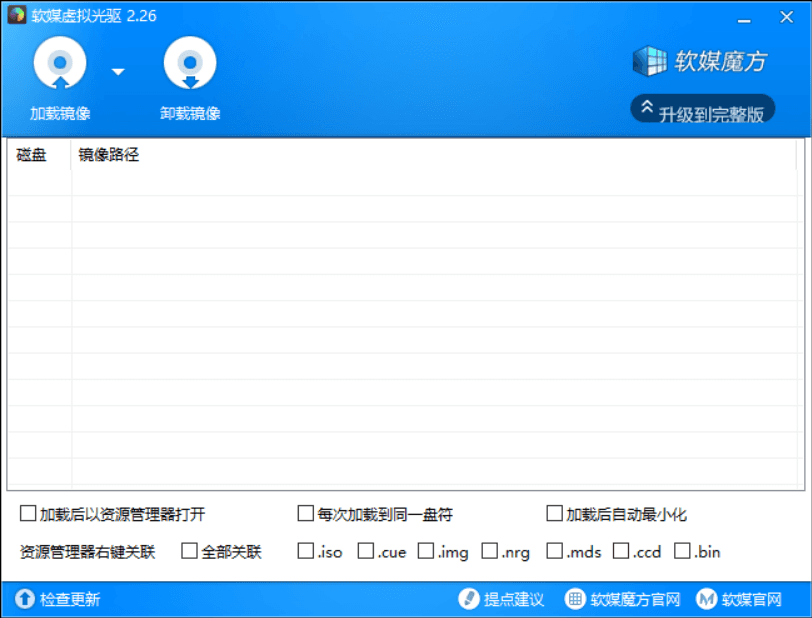 软媒虚拟光驱 2.26
加载镜像 卸载镜像
软媒魔方
升级到完整版
磁盘 镜像路径
加载后以资源管理器打开 每次加载到同一盘符 加载后自动最小化
资源管理器右键关联 全部关联 .iso .cue .img .nrg .mds .ccd .bin
检查更新 提点建议 软媒魔方官网 软媒官网